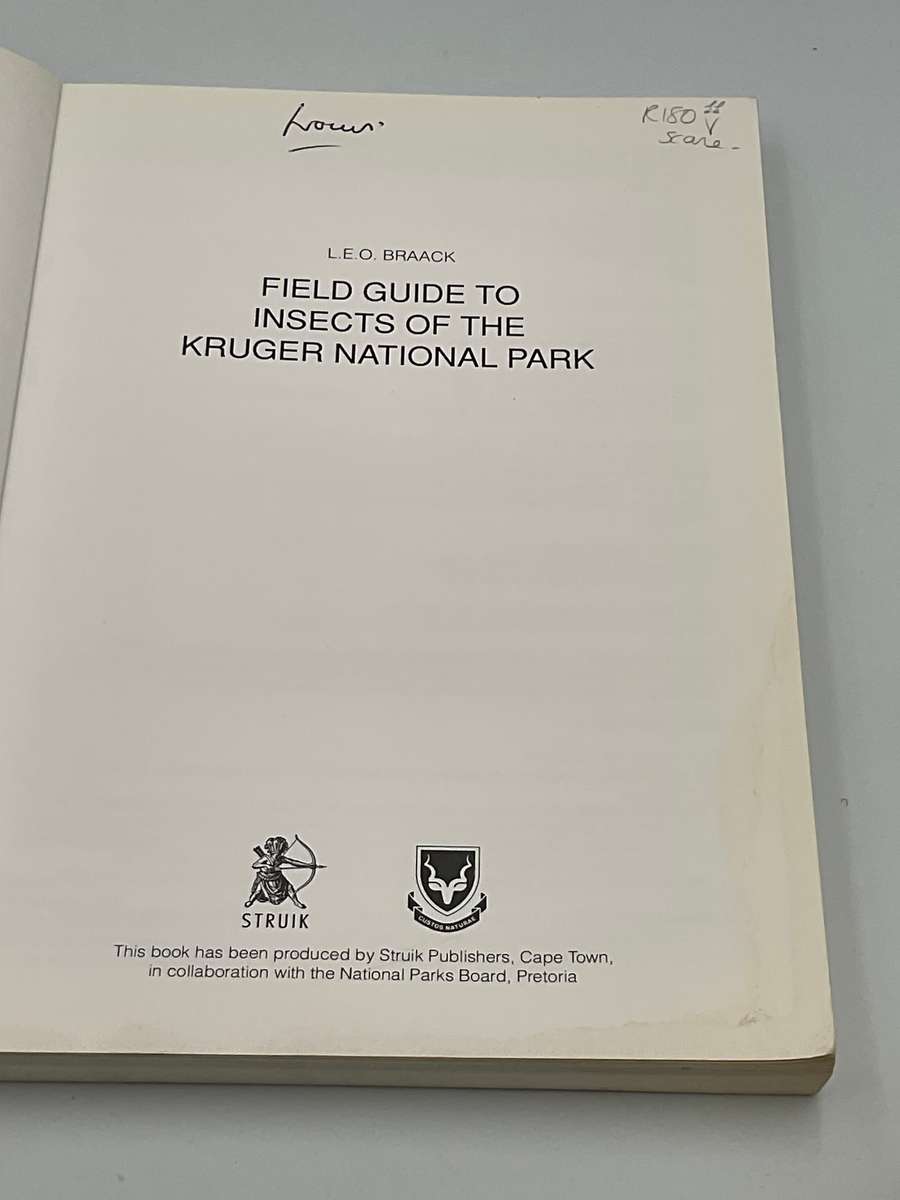 R180
L.E.O. BRAACK
FIELD GUIDE TO
INSECTS OF THE
KRUGER NATIONAL PARK
STRUIK
CUSTOS NATURAE
This book has been produced by Struik Publishers, Cape Town,
in collaboration with the National Parks Board, Pretoria